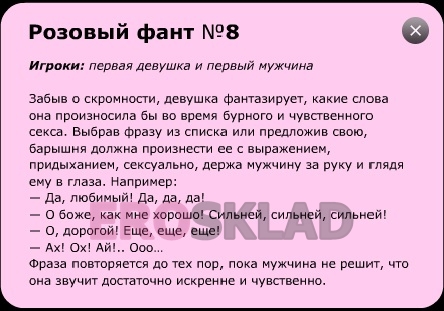 Розовый фант №8
Игроки: первая девушка и первый мужчина
Забыв о скромности, девушка фантазирует, какие слова
она произносила бы во время бурного и чувственного
секса. Выбрав фразу из списка или предложив свою,
барышня должна произнести ее с выражением,
придыханием, сексуально, держа мужчину за руку и глядя
ему в глаза. Например:
— Да, любимый! Да, да, да!
— О боже, как мне хорошо! Сильней, сильней, сильней!
— О, дорогой! Еще, еще, еще!
— Ах! Ох! Ай!.. Ооо...
Фраза повторяется до тех пор, пока мужчина не решит, что
она звучит достаточно искренне и чувственно.
EROSKLAD